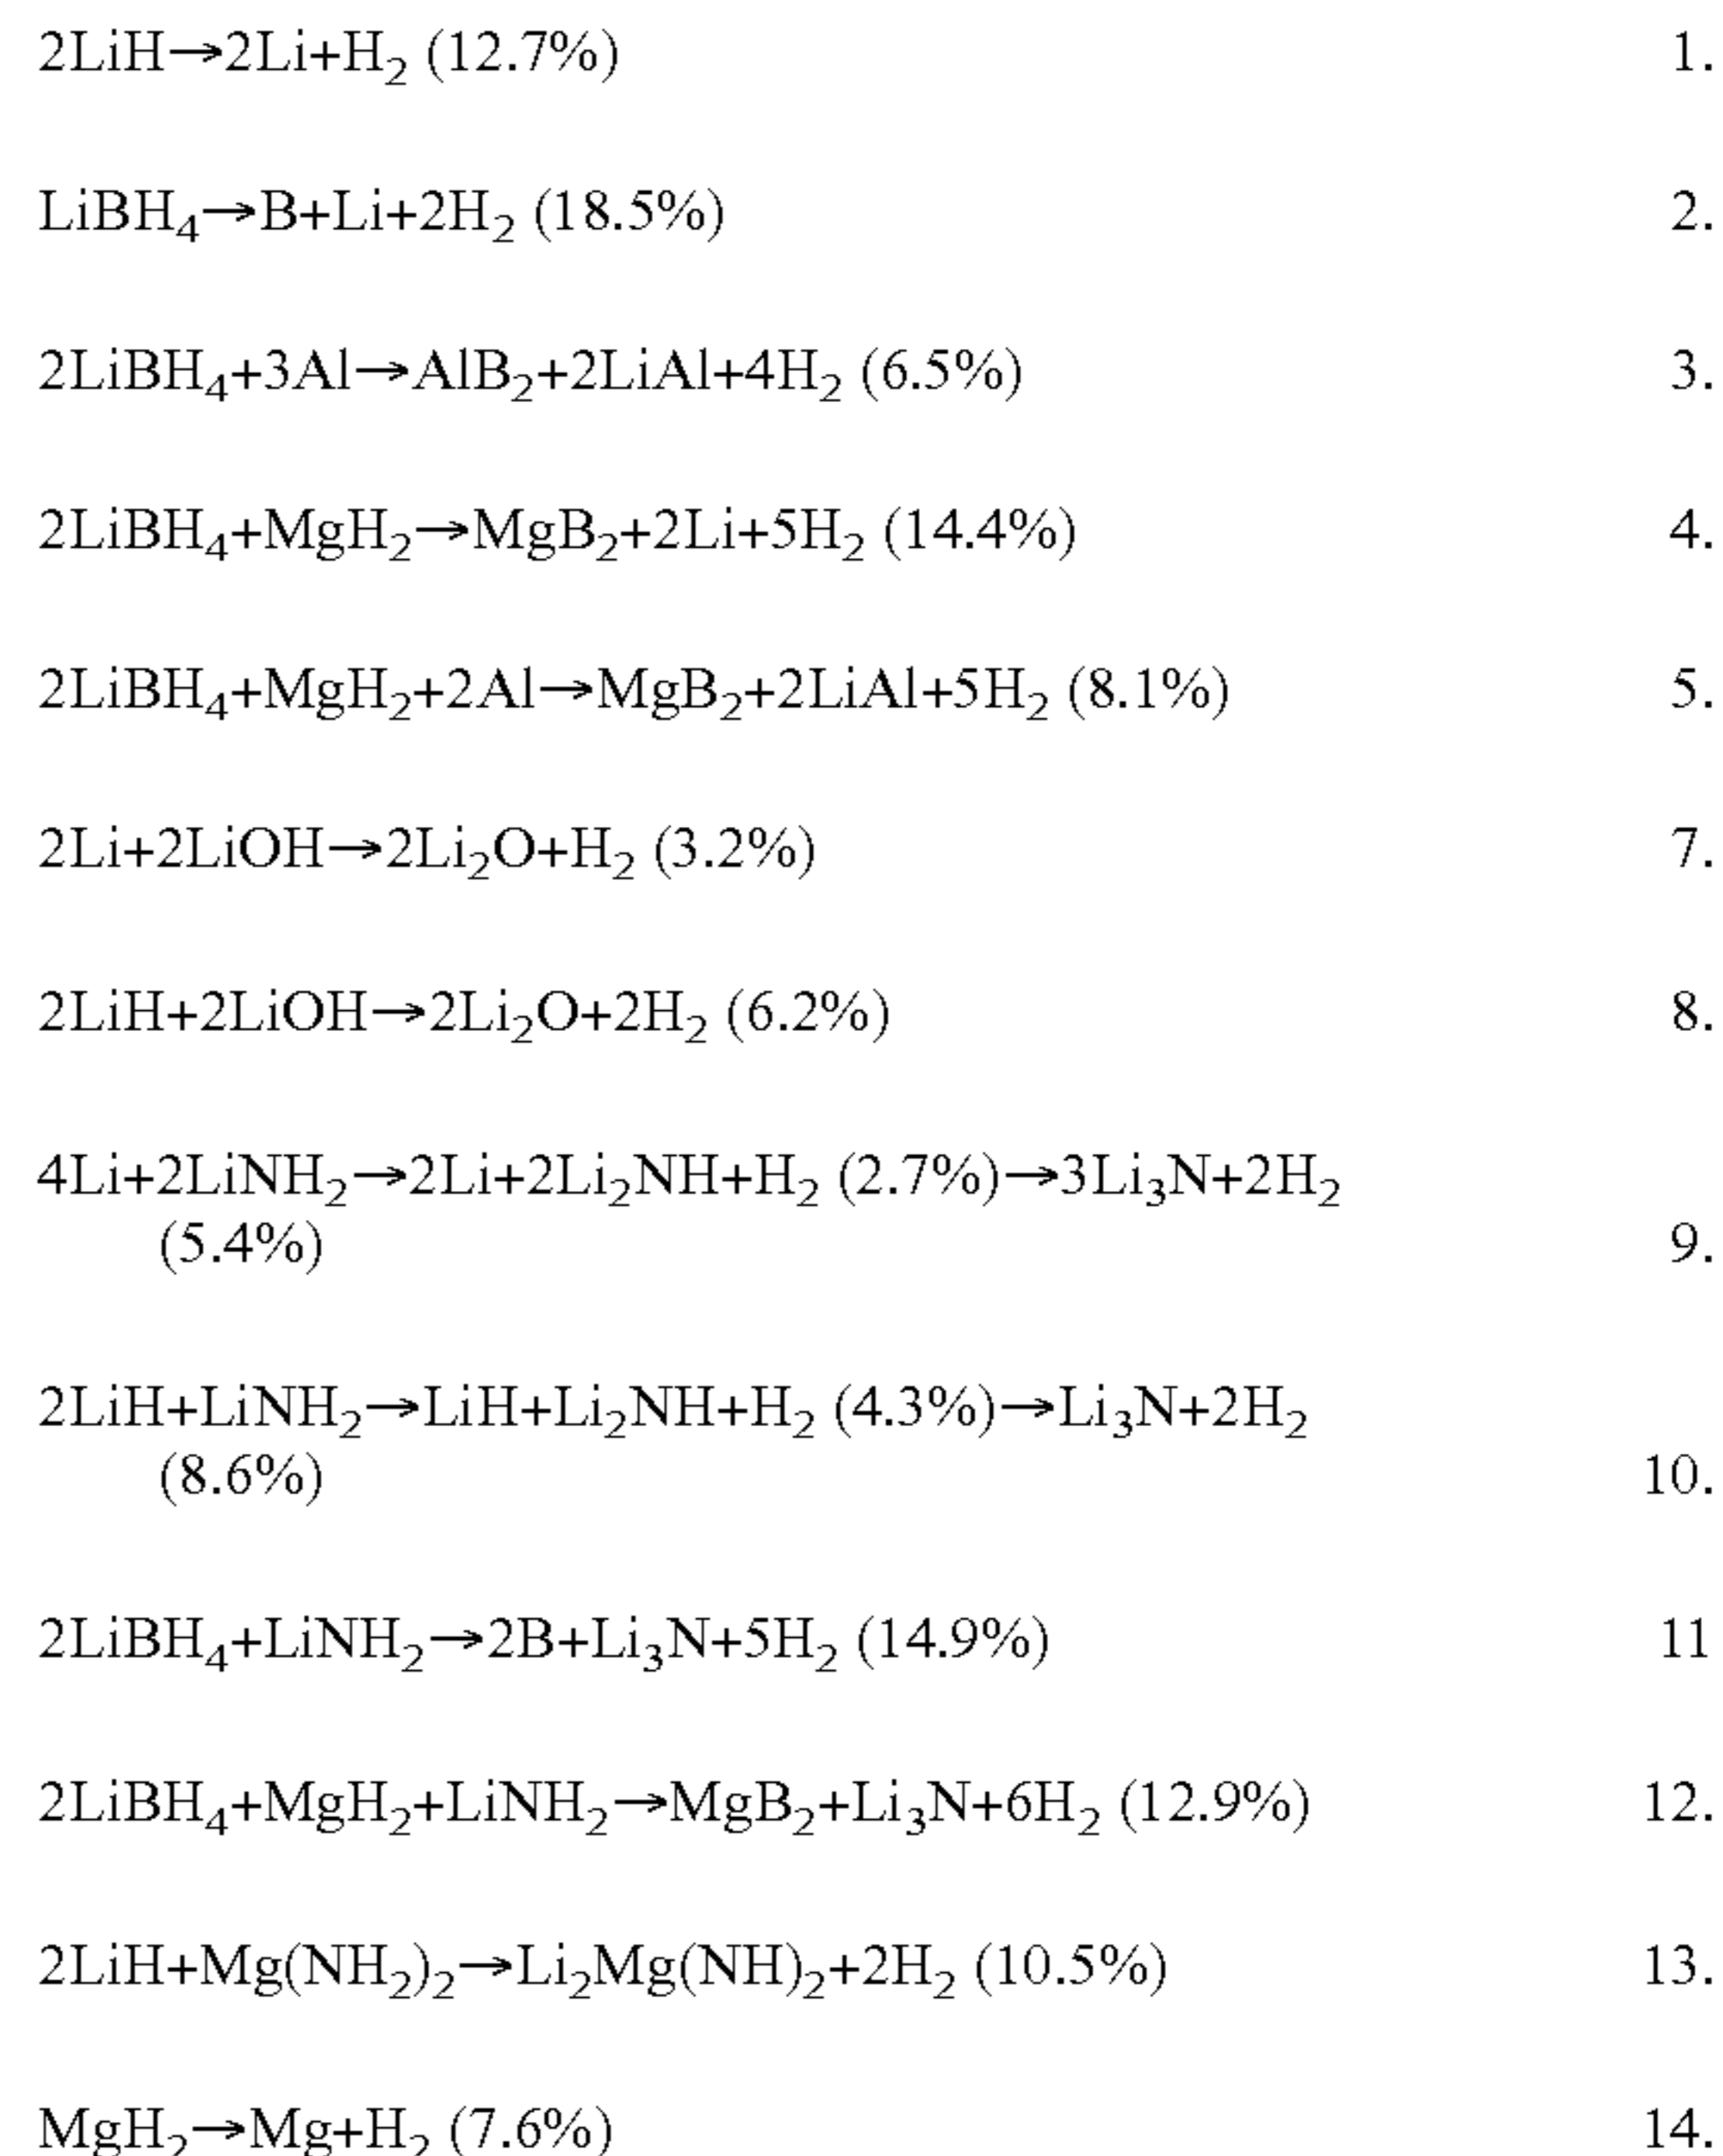 2LiH→2Li+H₂ (12.7%) 1.
LiBH₄→B+Li+2H₂ (18.5%) 2.
2LiBH₄+3Al→AlB₂+2LiAl+4H₂ (6.5%) 3.
2LiBH₄+MgH₂→MgB₂+2Li+5H₂ (14.4%) 4.
2LiBH₄+MgH₂+2Al→MgB₂+2LiAl+5H₂ (8.1%) 5.
2Li+2LiOH→2Li₂O+H₂ (3.2%) 7.
2LiH+2LiOH→2Li₂O+2H₂ (6.2%) 8.
4Li+2LiNH₂→2Li+2Li₂NH+H₂ (2.7%)→3Li₃N+2H₂
(5.4%) 9.
2LiH+LiNH₂→LiH+Li₂NH+H₂ (4.3%)→Li₃N+2H₂
(8.6%) 10.
2LiBH₄+LiNH₂→2B+Li₃N+5H₂ (14.9%) 11
2LiBH₄+MgH₂+LiNH₂→MgB₂+Li₃N+6H₂ (12.9%) 12.
2LiH+Mg(NH₂)₂→Li₂Mg(NH)₂+2H₂ (10.5%) 13.
MgH₂→Mg+H₂ (7.6%) 14.